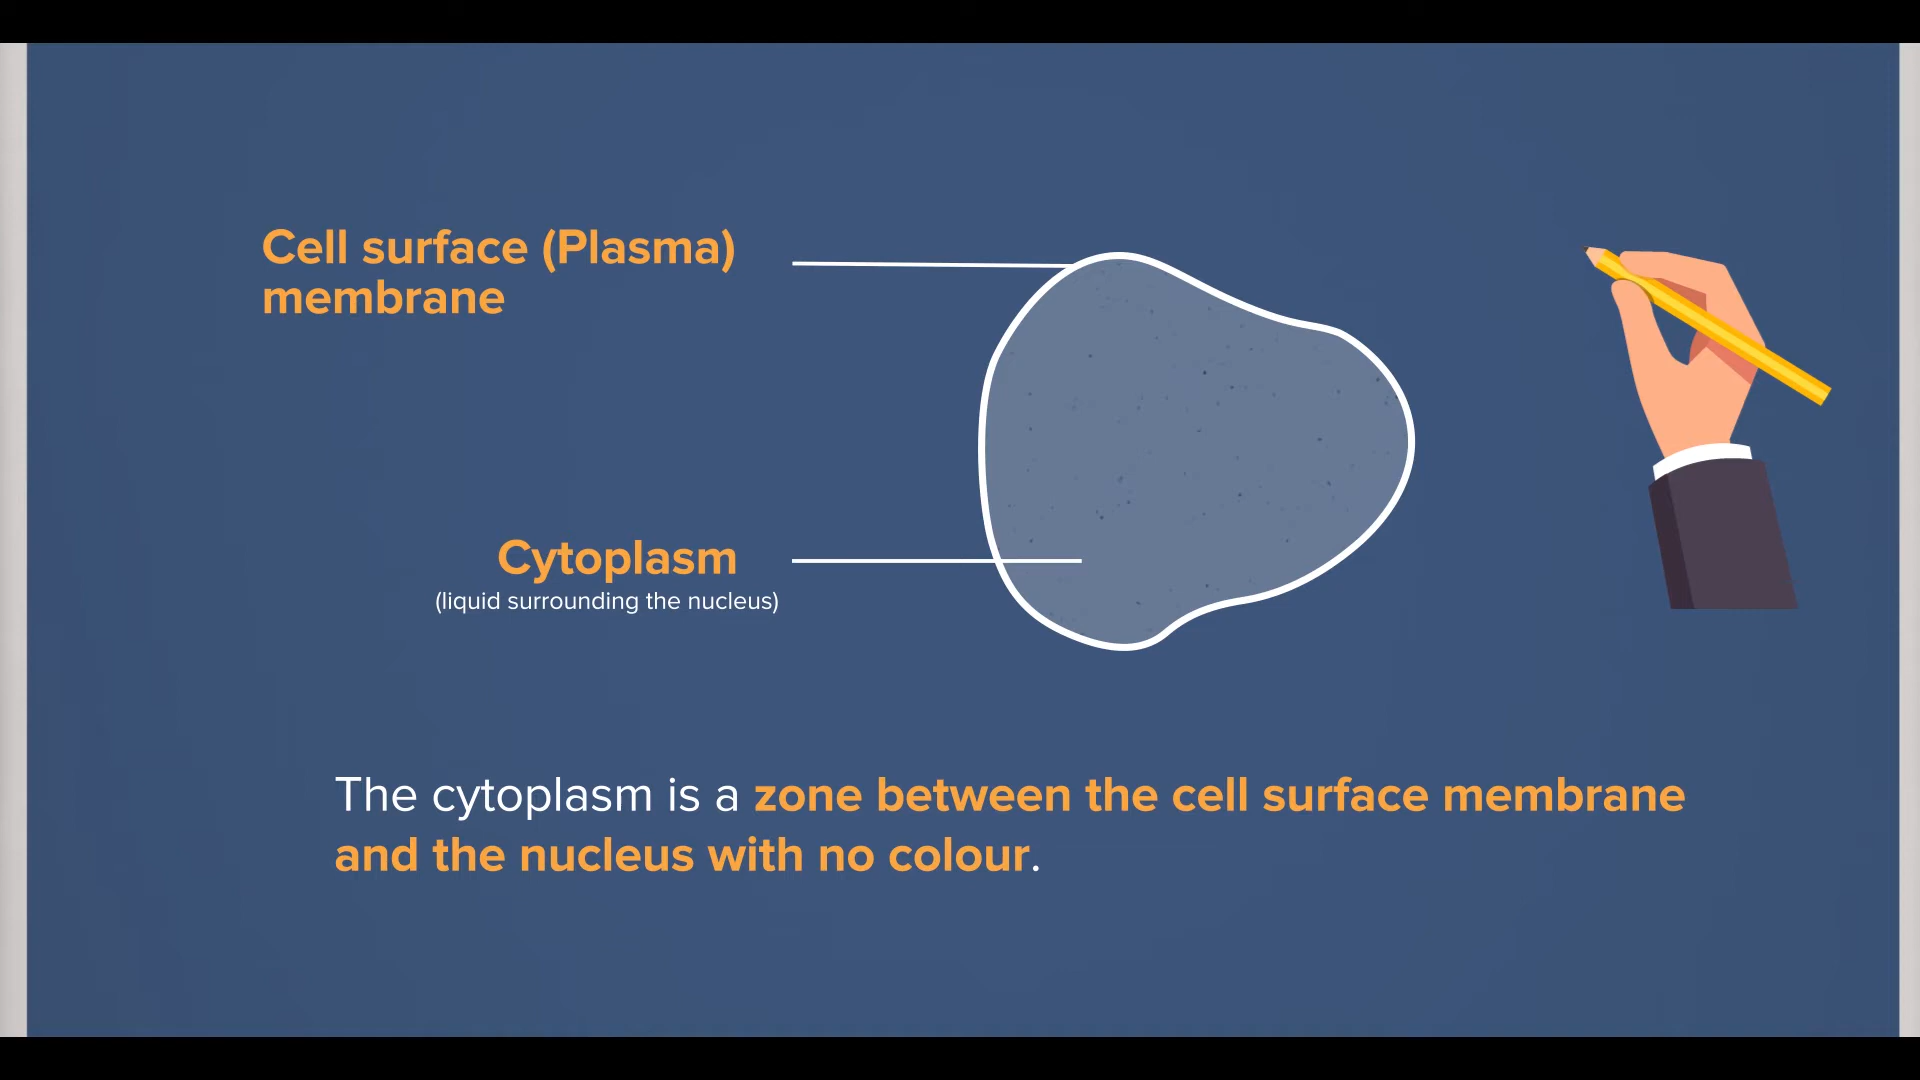 Cell surface (Plasma)
membrane
Cytoplasm
(liquid surrounding the nucleus)
The cytoplasm is a zone between the cell surface membrane
and the nucleus with no colour.